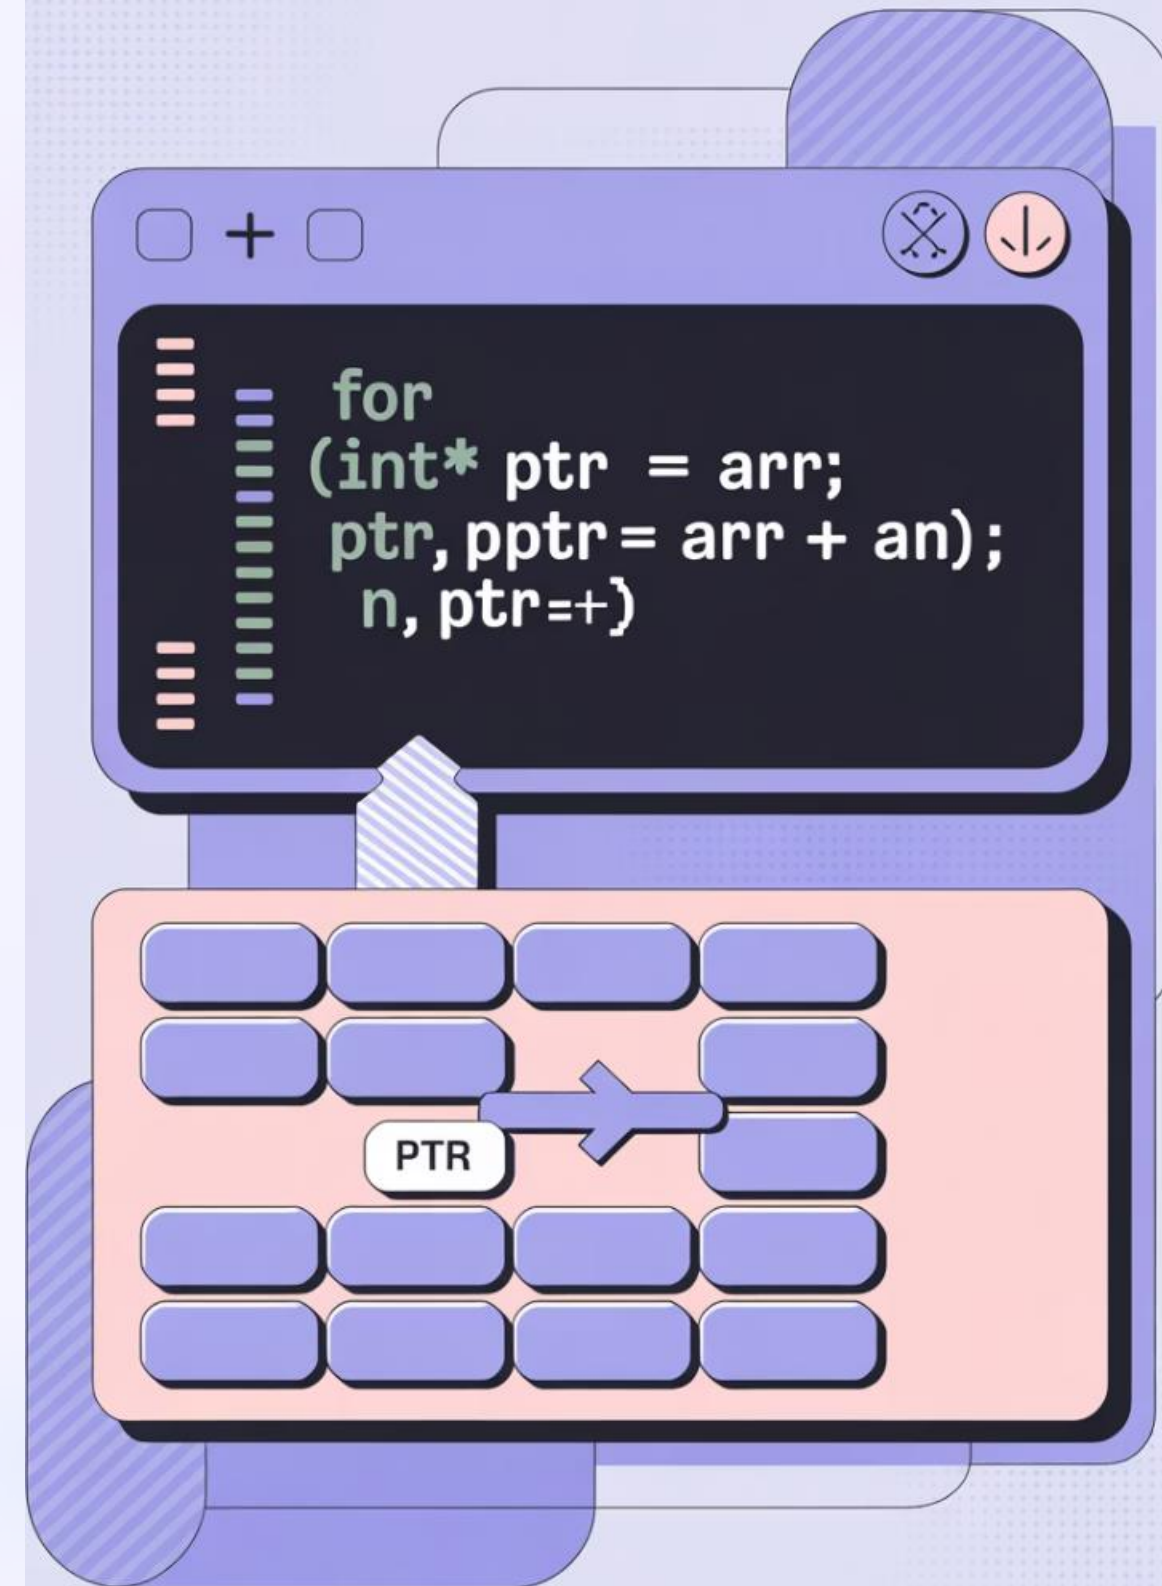 for
(int* ptr = arr;
ptr, pptr = arr + an);
n, ptr=+)
PTR